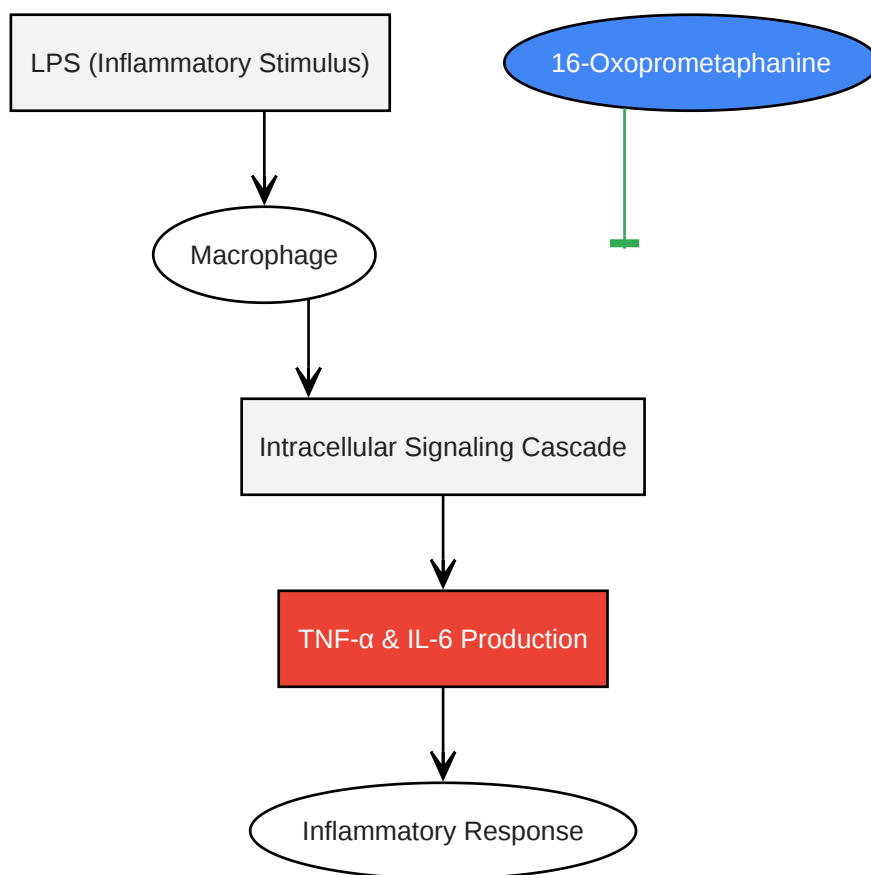 LPS (Inflammatory Stimulus)
16-Oxoprometaphanine
Macrophage
Intracellular Signaling Cascade
TNF-α & IL-6 Production
Inflammatory Response